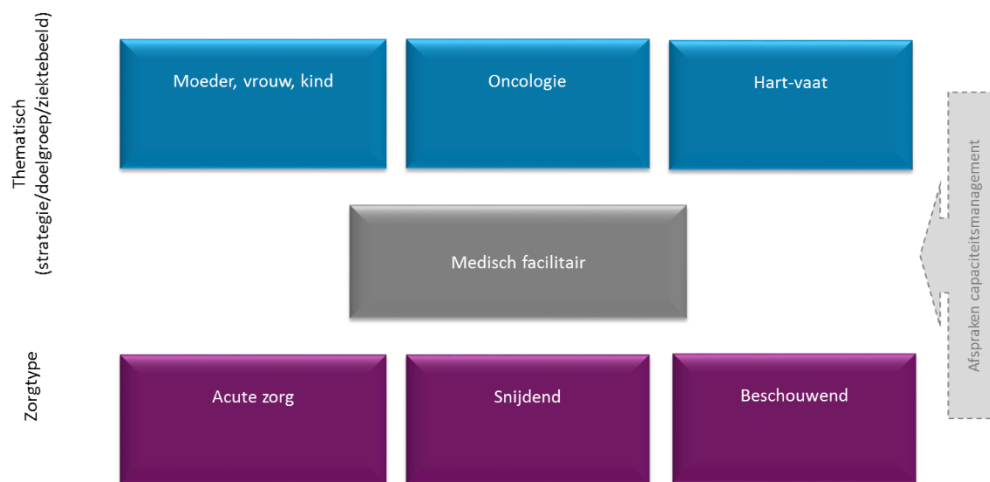 Thematisch
(strategie/doelgroep/ziektebeeld)
Moeder, vrouw, kind
Oncologie
Hart-vaat
Medisch facilitair
Afspraken capaciteitsmanagement
Zorgtype
Acute zorg
Snijdend
Beschouwend